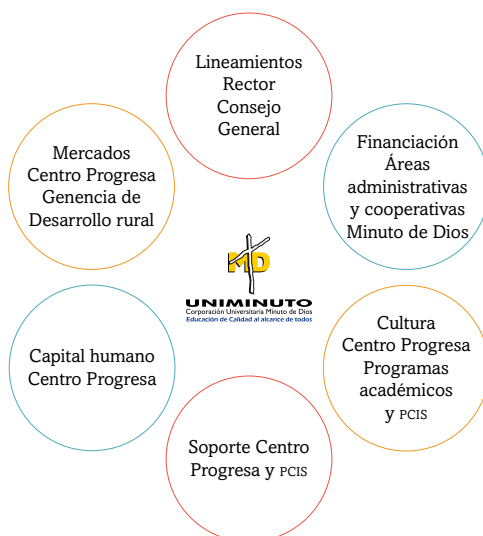 Lineamientos
Rector
Consejo
General
Financiación
Áreas
administrativas
y cooperativas
Minuto de Dios
Cultura
Centro Progresa
Programas
académicos
y PCIS
Soporte Centro
Progresa y PCIS
Capital humano
Centro Progresa
Mercados
Centro Progresa
Genencia de
Desarrollo rural
MD
UNIMINUTO
Corporación Universitaria Minuto de Dios
Educación de Calidad al alcance de todos